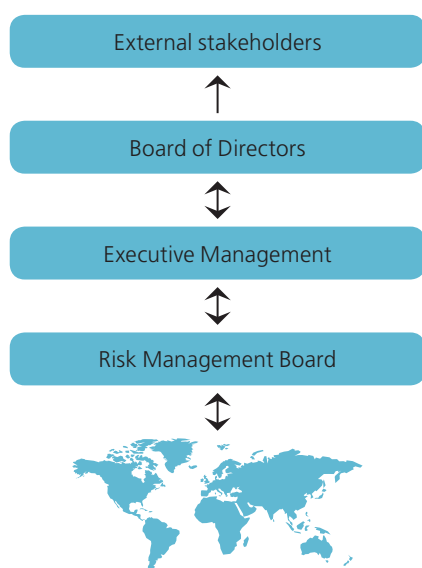 External stakeholders
Board of Directors
Executive Management
Risk Management Board